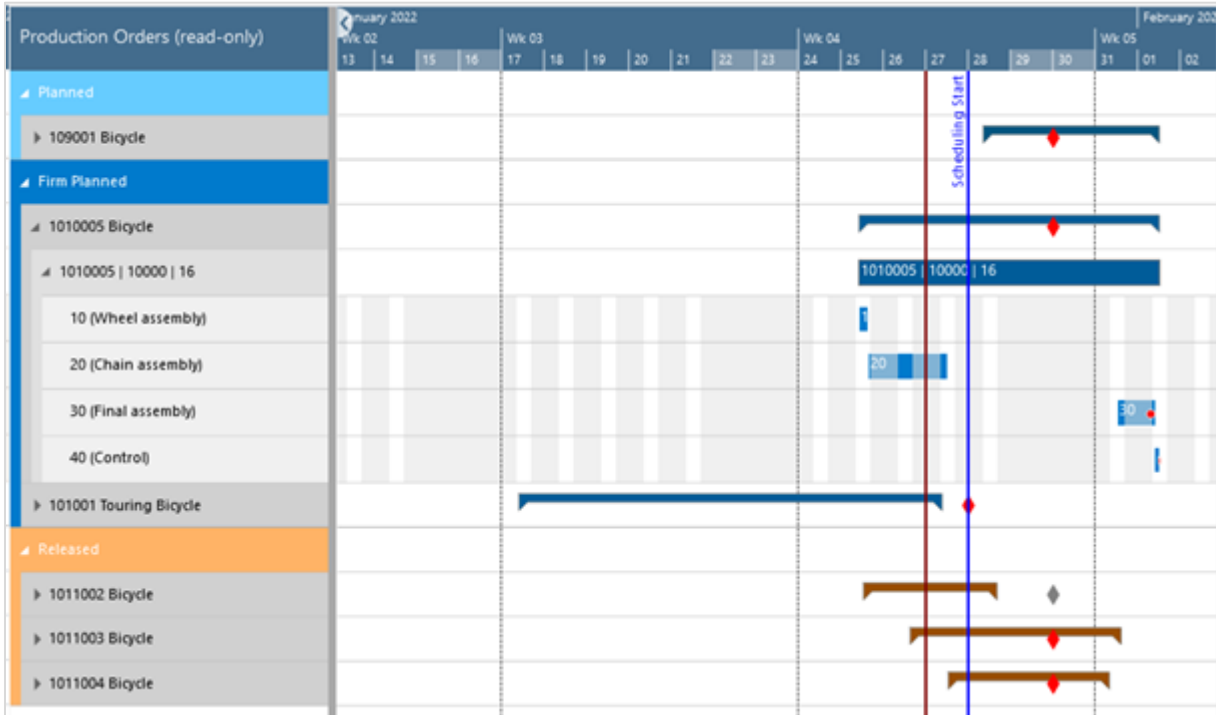 Production Orders (read-only)
nuary 2022
February 202
Wk 02
Wk 03
Wk 04
Wk 05
13 14 15 16 17 18 19 20 21 22 23 24 25 26 27 28 29 30 31 01 02
Planned
109001 Bicycle
Scheduling Start
Firm Planned
1010005 Bicycle
1010005 | 10000 | 16
1010005 | 10000 | 16
10 (Wheel assembly)
1
20 (Chain assembly)
20
30 (Final assembly)
30
40 (Control)
101001 Touring Bicycle
Released
1011002 Bicycle
1011003 Bicycle
1011004 Bicycle